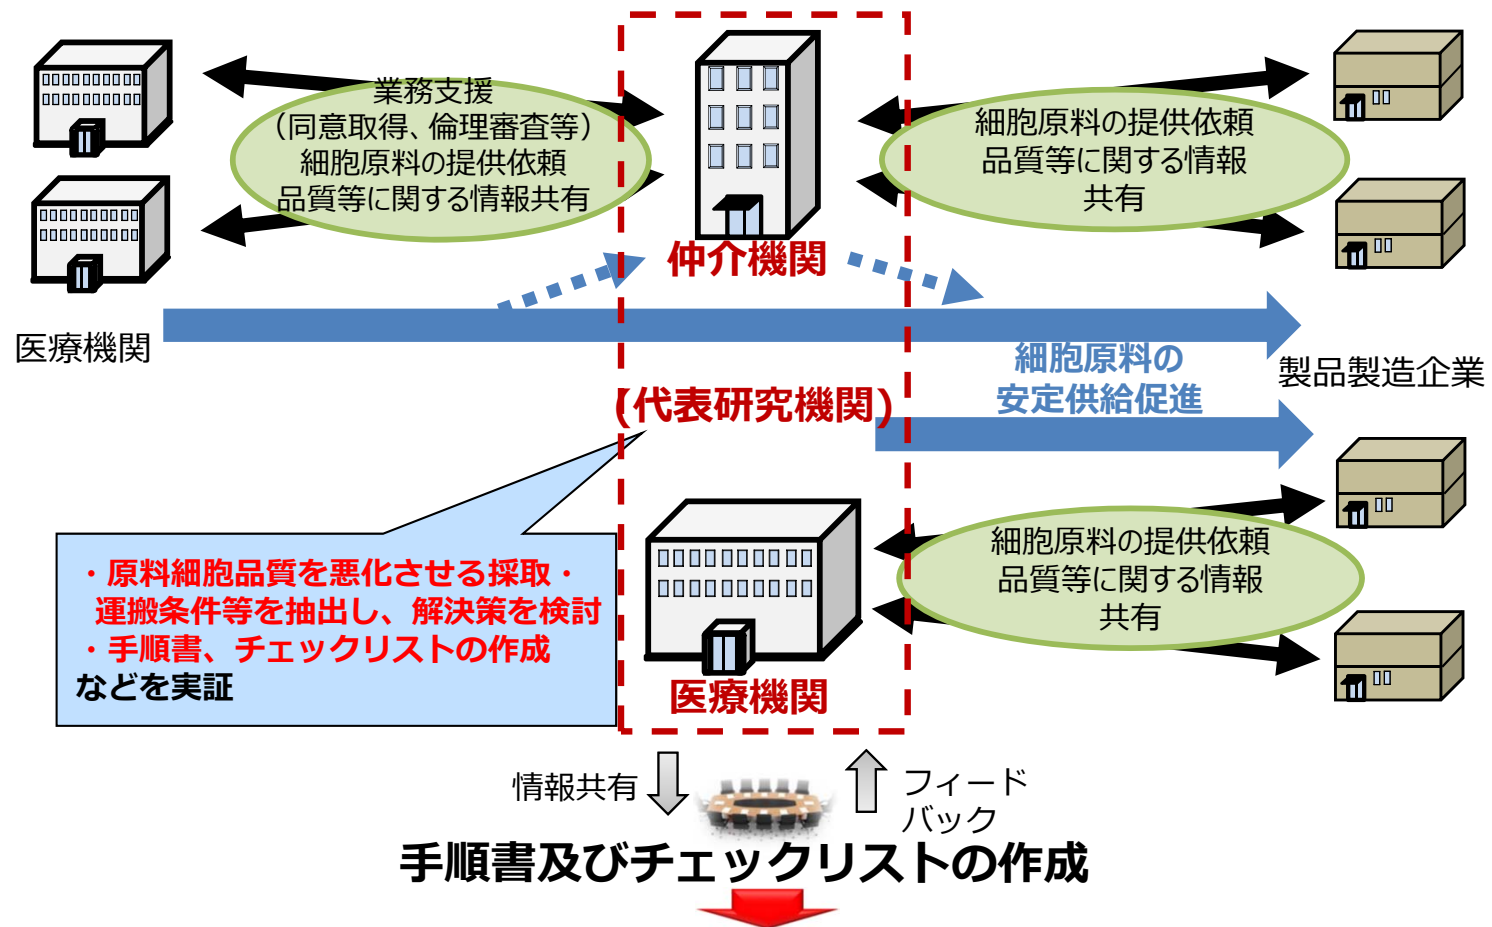 業務支援
（同意取得、倫理審査等）
細胞原料の提供依頼
品質等に関する情報共有
細胞原料の提供依頼
品質等に関する情報
共有
仲介機関
医療機関
細胞原料の
安定供給促進
製品製造企業
(代表研究機関)
・原料細胞品質を悪化させる採取・
運搬条件等を抽出し、解決策を検討
・手順書、チェックリストの作成
などを実証
細胞原料の提供依頼
品質等に関する情報
共有
医療機関
情報共有
フィード
バック
手順書及びチェックリストの作成